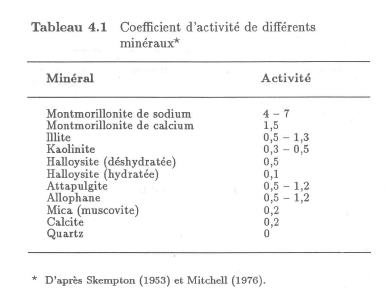 Tableau 4.1 Coefficient d'activité de différents
minéraux*
Minéral Activité
Montmorillonite de sodium 4 – 7
Montmorillonite de calcium 1,5
Illite 0,5 – 1,3
Kaolinite 0,3 – 0,5
Halloysite (déshydratée) 0,5
Halloysite (hydratée) 0,1
Attapulgite 0,5 – 1,2
Allophane 0,5 – 1,2
Mica (muscovite) 0,2
Calcite 0,2
Quartz 0
* D'après Skempton (1953) et Mitchell (1976).